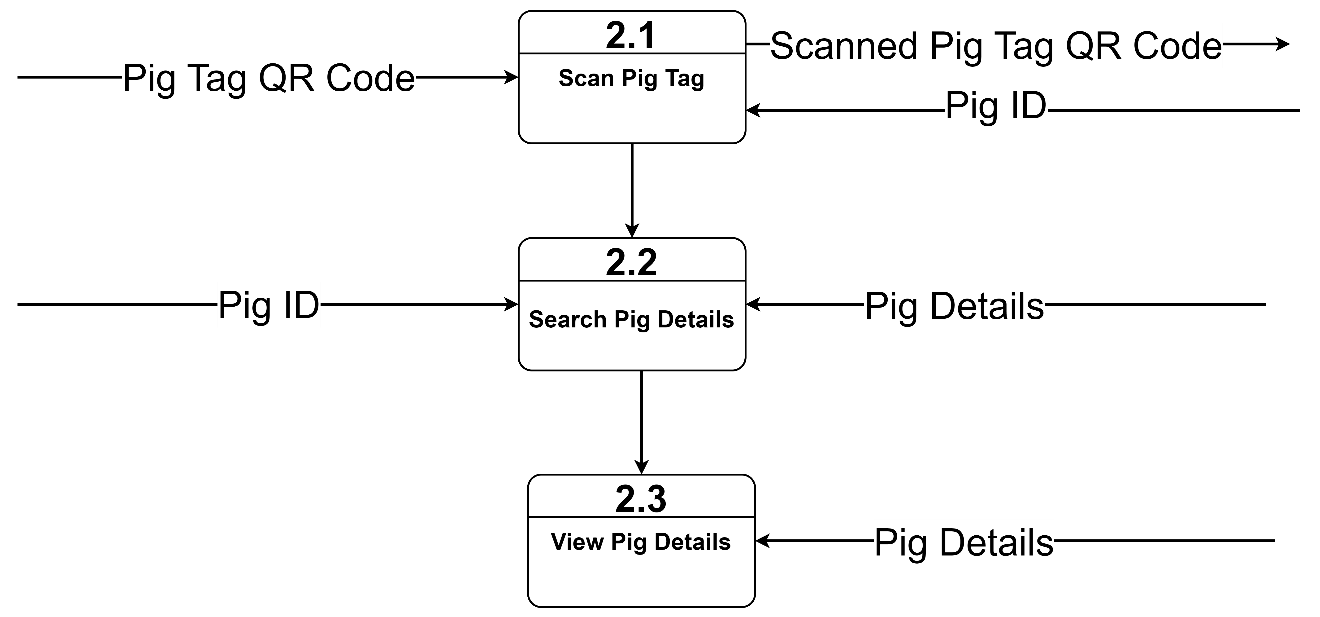 2.1
Scanned Pig Tag QR Code
Pig Tag QR Code
Scan Pig Tag
Pig ID
2.2
Pig ID
Search Pig Details
Pig Details
2.3
View Pig Details
Pig Details